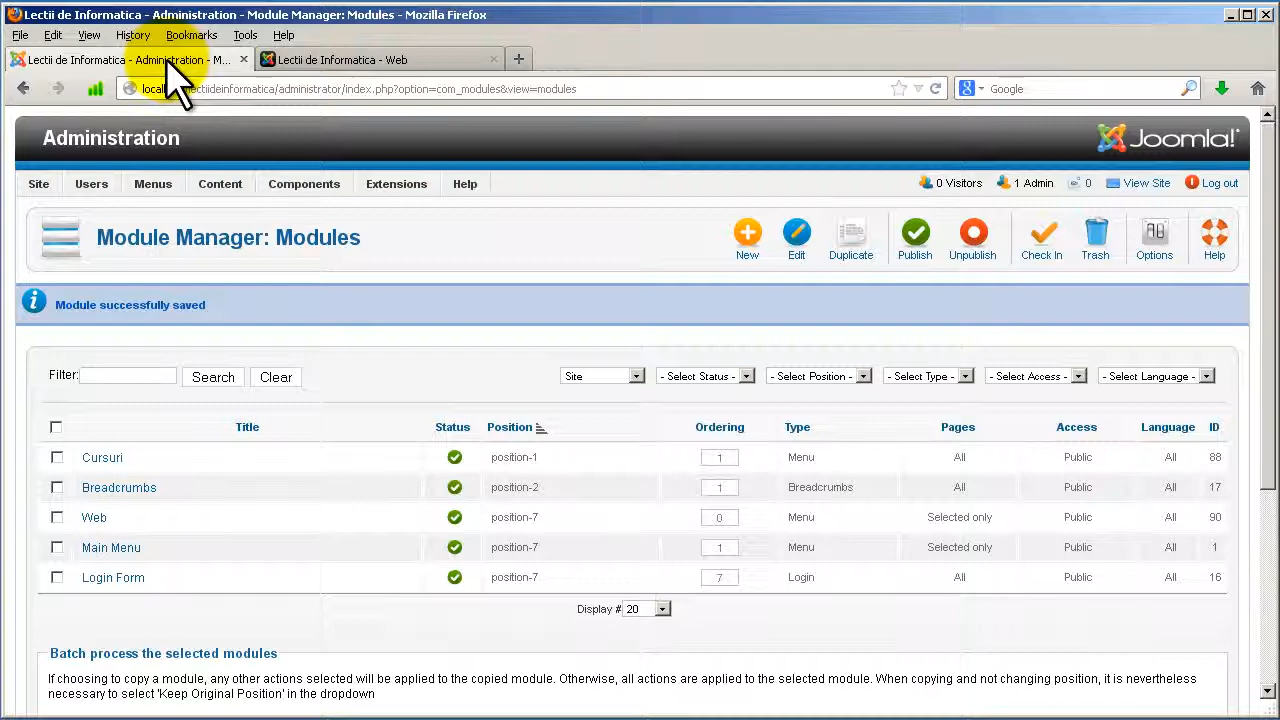 Lectii de Informatica - Administration - Module Manager: Modules - Mozilla Firefox
File Edit View History Bookmarks Tools Help
Lectii de Informatica - Administration - M... Lectii de Informatica - Web
administrator/index.php?option=com_modules&view=modules Google
Administration Joomla!
Site Users Menus Content Components Extensions Help 0 Visitors 1 Admin 0 View Site Log out
Module Manager: Modules New Edit Duplicate Publish Unpublish Check In Trash Options Help
Module successfully saved
Filter: Search Clear Site - Select Status - - Select Position - - Select Type - - Select Access - - Select Language -
Title Status Position Ordering Type Pages Access Language ID
Cursuri position-1 1 Menu All Public All 88
Breadcrumbs position-2 1 Breadcrumbs All Public All 17
Web position-7 0 Menu Selected only Public All 90
Main Menu position-7 1 Menu Selected only Public All 1
Login Form position-7 7 Login All Public All 16
Display # 20
Batch process the selected modules
If choosing to copy a module, any other actions selected will be applied to the copied module. Otherwise, all actions are applied to the selected module. When copying and not changing position, it is nevertheless
necessary to select 'Keep Original Position' in the dropdown